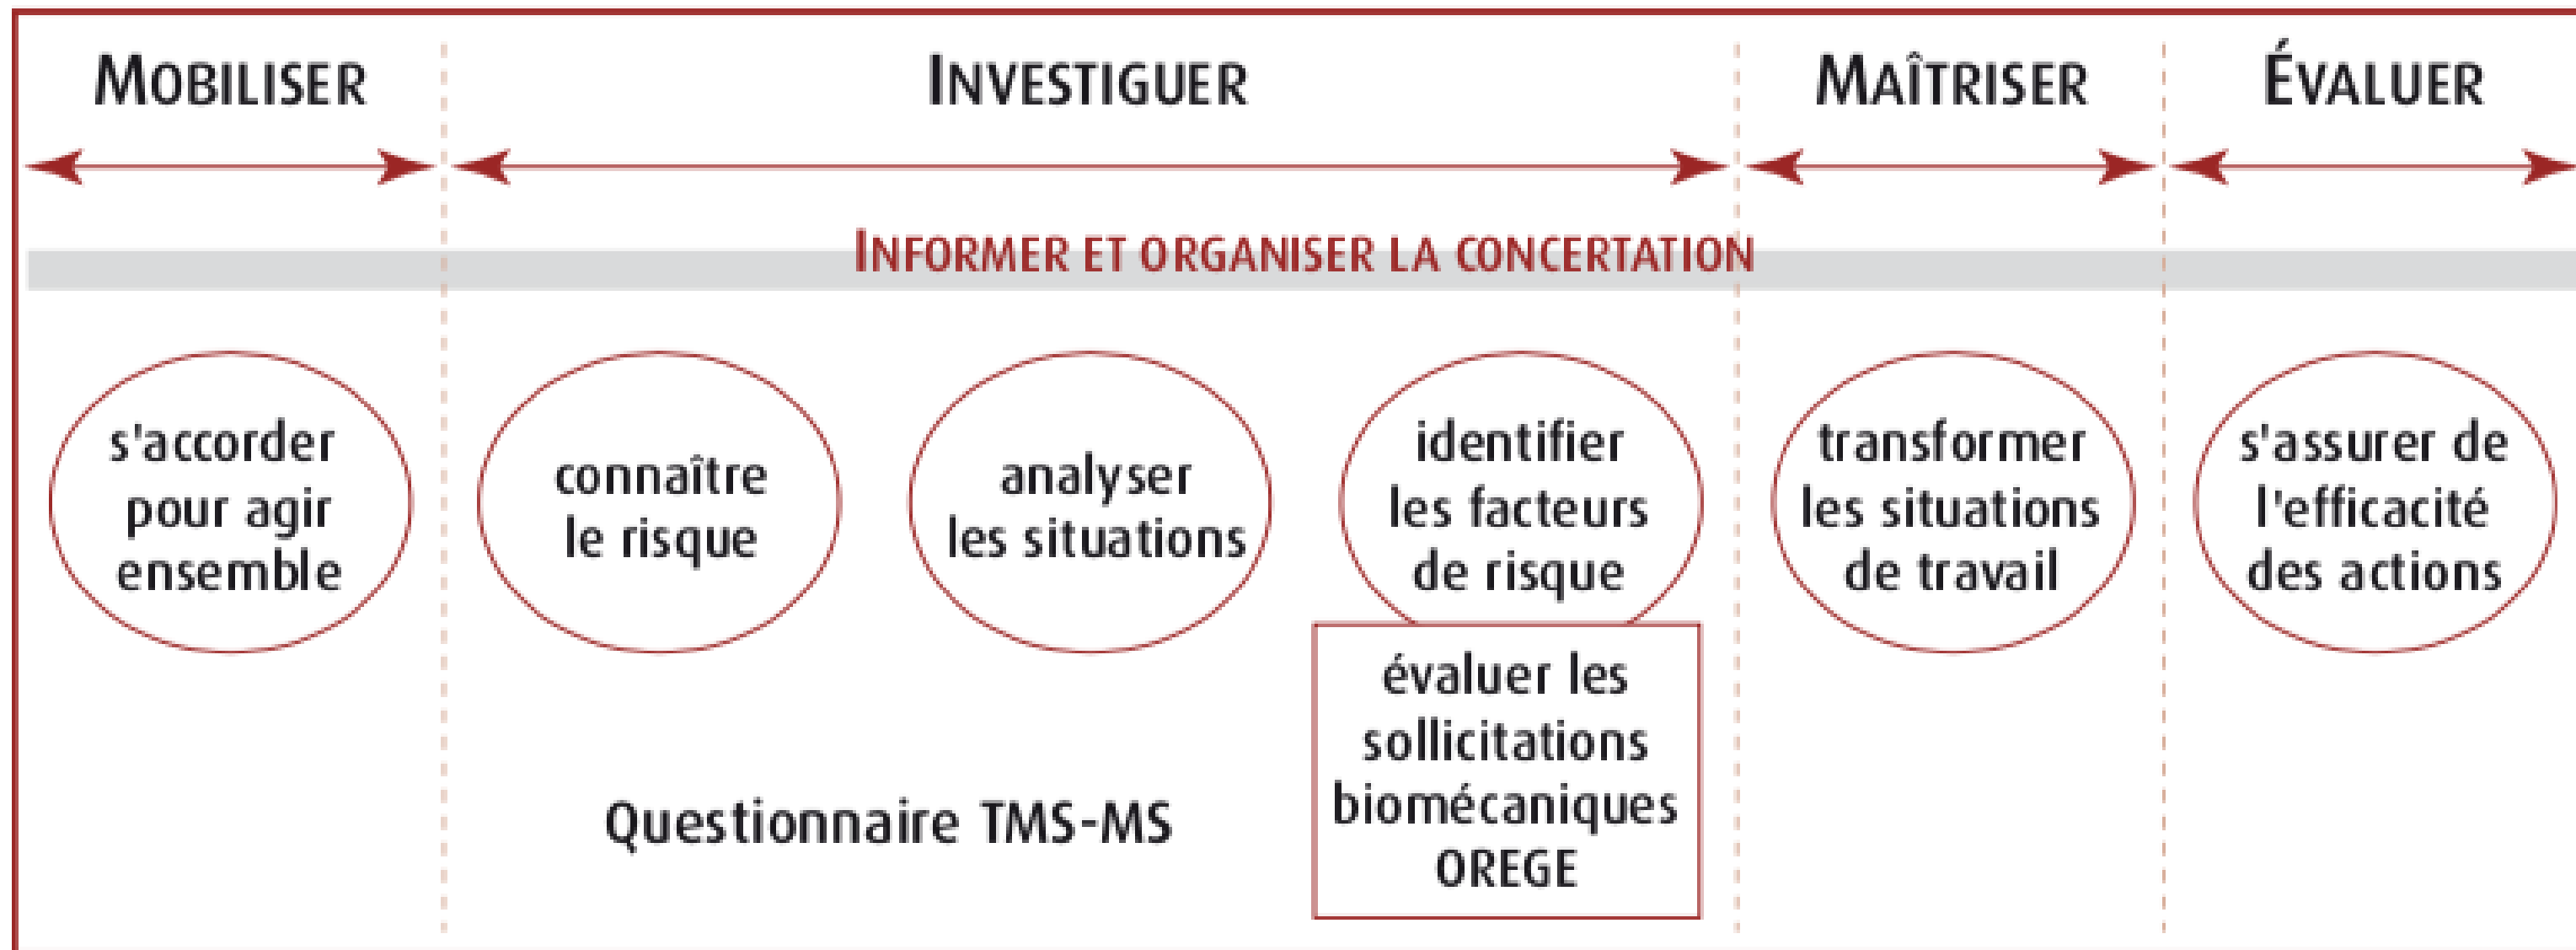 MOBILISER
INVESTIGUER
MAÎTRISER
ÉVALUER
INFORMER ET ORGANISER LA CONCERTATION
s'accorder
pour agir
ensemble
connaître
le risque
analyser
les situations
identifier
les facteurs
de risque
transformer
les situations
de travail
s'assurer de
l'efficacité
des actions
Questionnaire TMS-MS
évaluer les
sollicitations
biomécaniques
OREGE